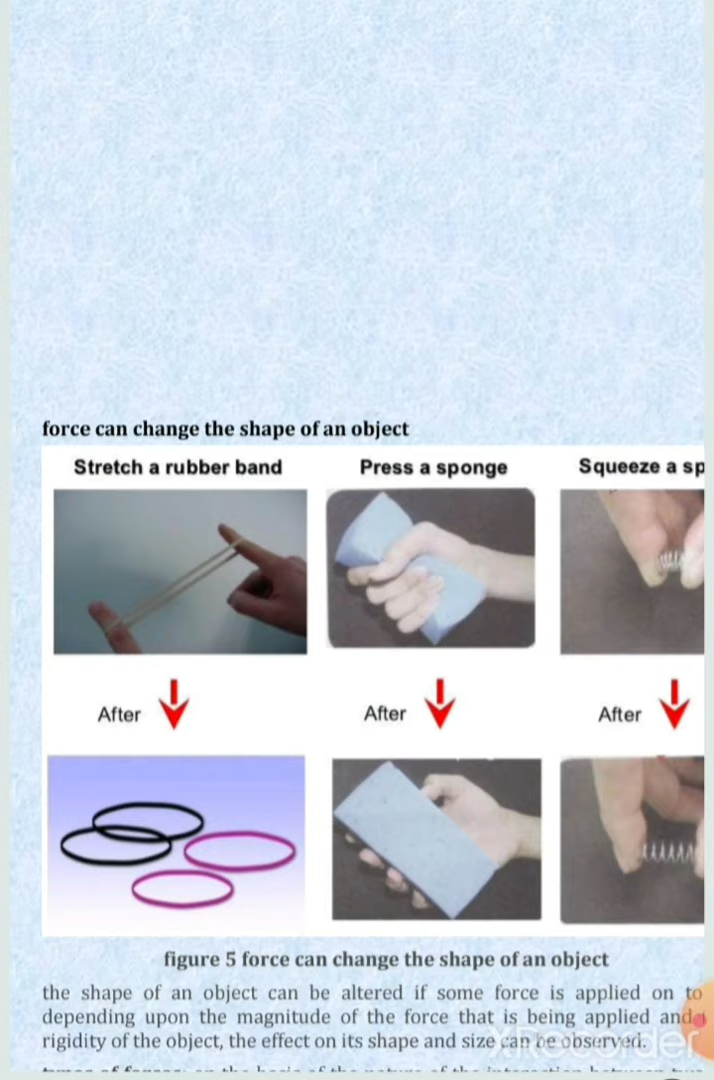 force can change the shape of an object
Stretch a rubber band Press a sponge Squeeze a sp
After After After
figure 5 force can change the shape of an object
the shape of an object can be altered if some force is applied on to
depending upon the magnitude of the force that is being applied and
rigidity of the object, the effect on its shape and size can be observed.
XRecorder